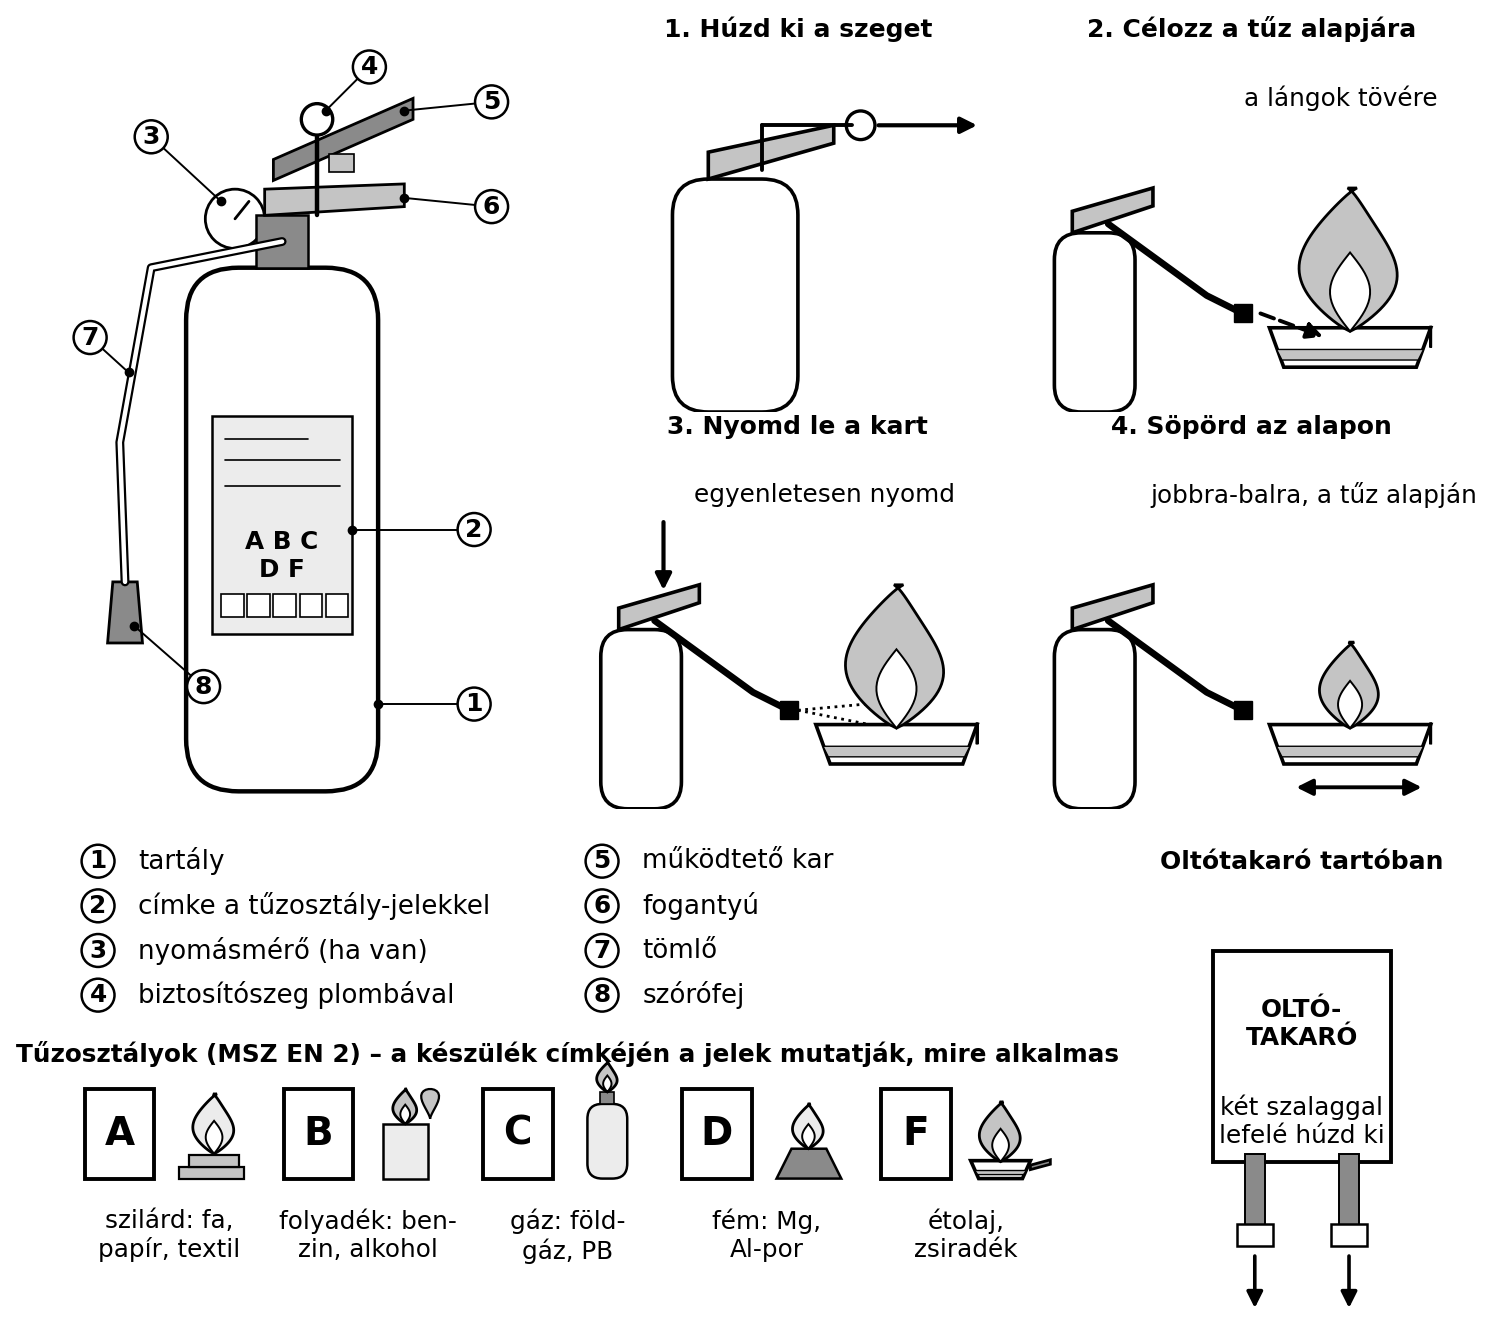 1. Húzd ki a szeget
2. Célozz a tűz alapjára
a lángok tövére
4
5
3
6
7
A B C
D F
2
8
1
3. Nyomd le a kart
4. Söpörd az alapon
egyenletesen nyomd
jobbra-balra, a tűz alapján
1 tartály
2 címke a tűzosztály-jelekkel
3 nyomásmérő (ha van)
4 biztosítószeg plombával
5 működtető kar
6 fogantyú
7 tömlő
8 szórófej
Oltótakaró tartóban
OLTÓ-
TAKARÓ
két szalaggal
lefelé húzd ki
Tűzosztályok (MSZ EN 2) – a készülék címkéjén a jelek mutatják, mire alkalmas
A
szilárd: fa,
papír, textil
B
folyadék: ben-
zin, alkohol
C
gáz: föld-
gáz, PB
D
fém: Mg,
Al-por
F
étolaj,
zsiradék